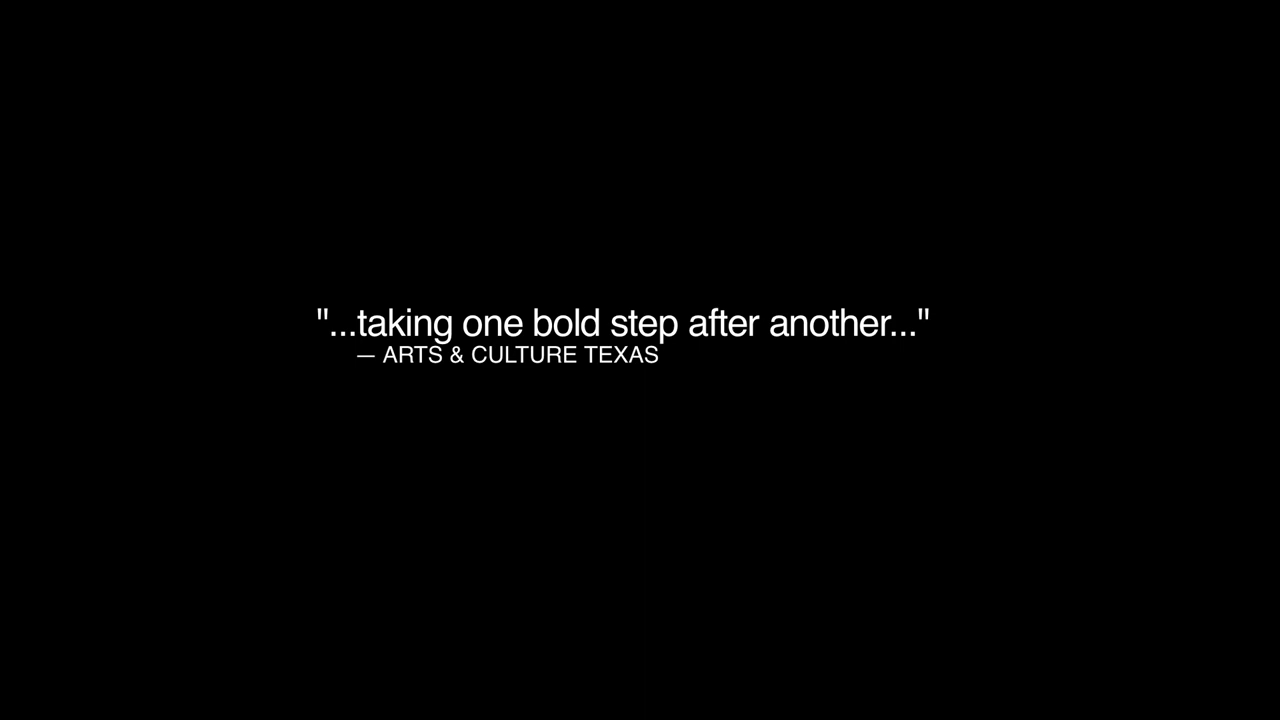 "...taking one bold step after another..."
— ARTS & CULTURE TEXAS